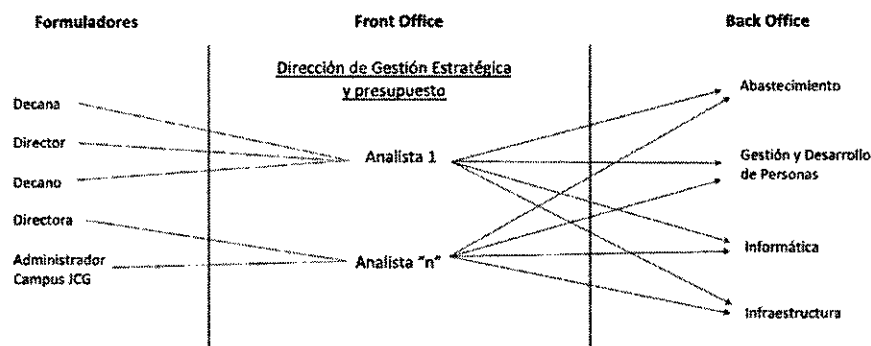 Formuladores
Front Office
Back Office
Dirección de Gestión Estratégica
y presupuesto
Decana
Director
Decano
Directora
Administrador
Campus JCG
Analista 1
Analista "n"
Abastecimiento
Gestión y Desarrollo
de Personas
Informática
Infraestructura